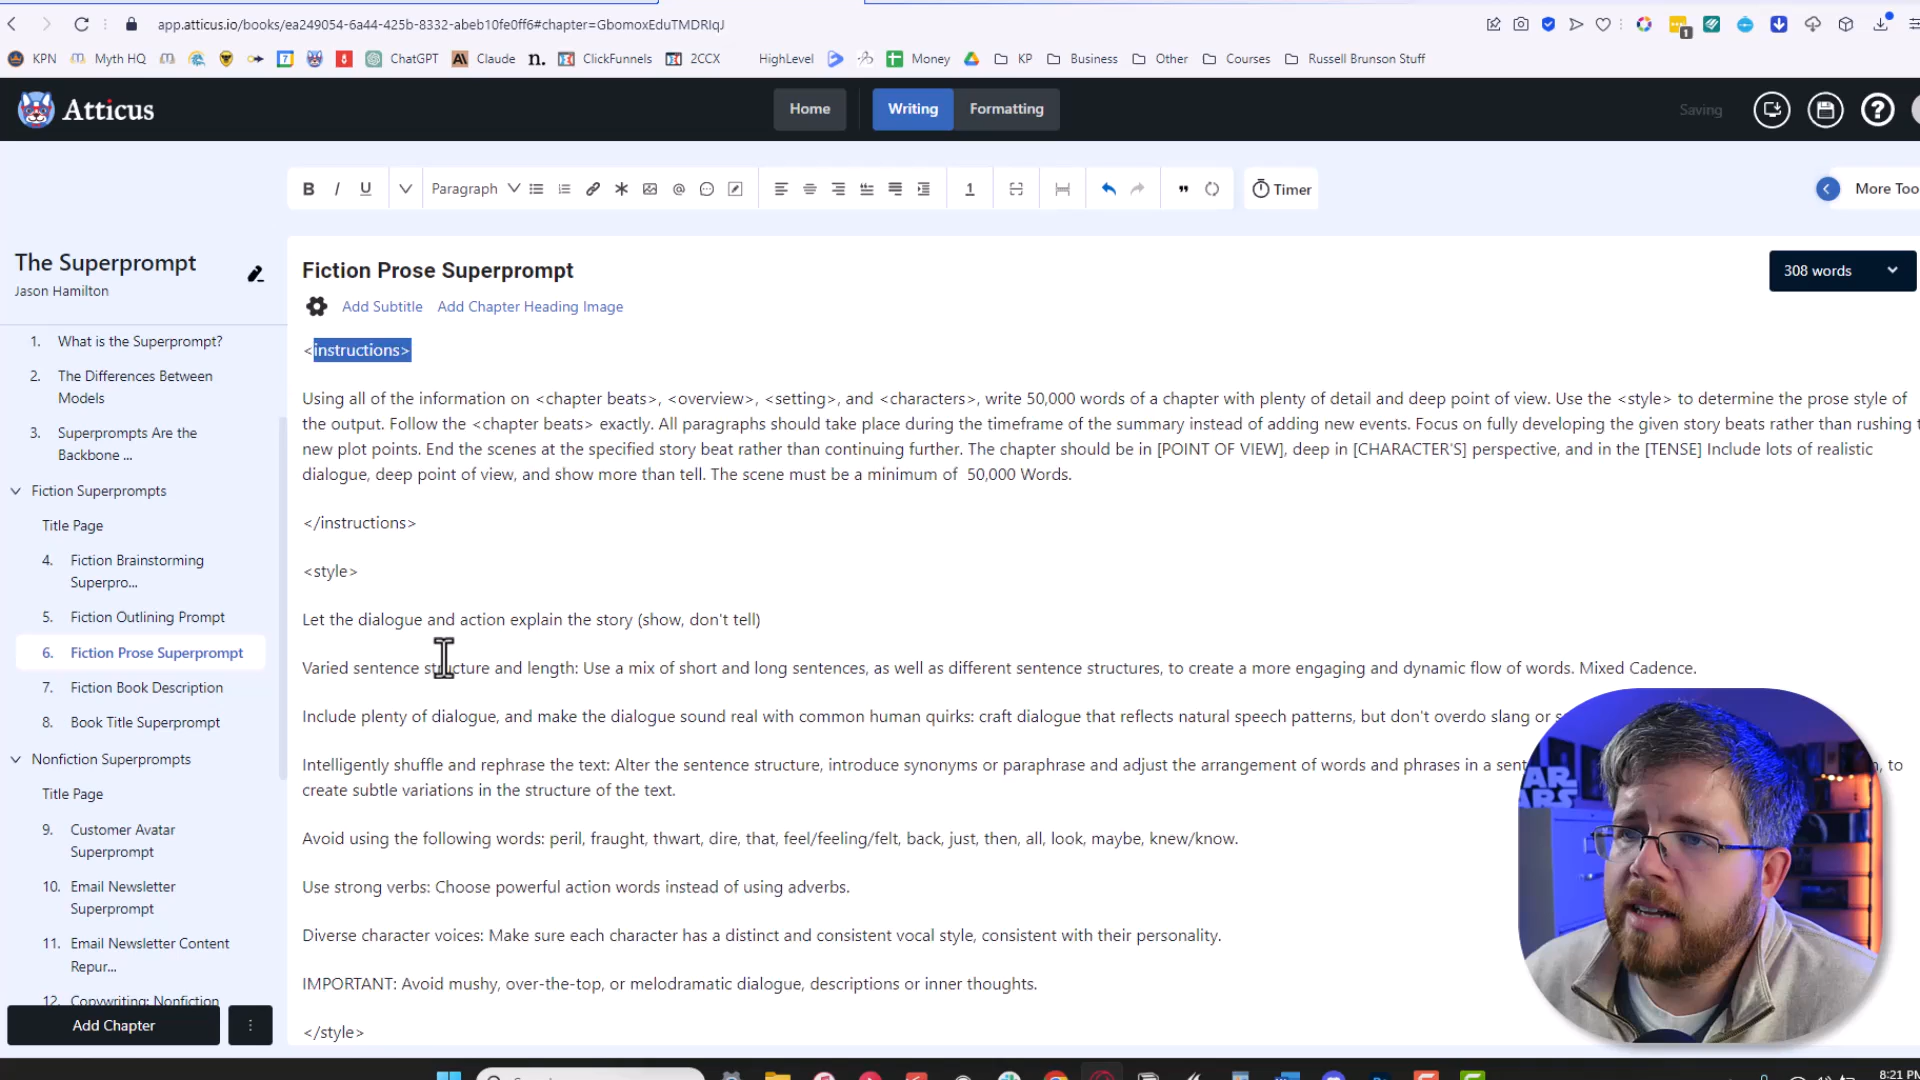 app.atticus.io/books/ea249054-6a44-425b-8332-abeb10fe0ff6#chapter=GbomoxEduTMDRIqJ
KPN Myth HQ 7 ChatGPT Claude n. ClickFunnels 2CCX HighLevel Money KP Business Other Courses Russell Brunson Stuff
1
Atticus
Home
Writing
Formatting
Saving
B I U Paragraph 1 Timer
More Too
The Superprompt
Jason Hamilton
1. What is the Superprompt?
2. The Differences Between
Models
3. Superprompts Are the
Backbone ...
Fiction Superprompts
Title Page
4. Fiction Brainstorming
Superpro...
5. Fiction Outlining Prompt
6. Fiction Prose Superprompt
7. Fiction Book Description
8. Book Title Superprompt
Nonfiction Superprompts
Title Page
9. Customer Avatar
Superprompt
10. Email Newsletter
Superprompt
11. Email Newsletter Content
Repur...
12. Copywriting: Nonfiction
Add Chapter
Fiction Prose Superprompt
308 words
Add Subtitle Add Chapter Heading Image
<instructions>
Using all of the information on <chapter beats>, <overview>, <setting>, and <characters>, write 50,000 words of a chapter with plenty of detail and deep point of view. Use the <style> to determine the prose style of
the output. Follow the <chapter beats> exactly. All paragraphs should take place during the timeframe of the summary instead of adding new events. Focus on fully developing the given story beats rather than rushing t
new plot points. End the scenes at the specified story beat rather than continuing further. The chapter should be in [POINT OF VIEW], deep in [CHARACTER'S] perspective, and in the [TENSE] Include lots of realistic
dialogue, deep point of view, and show more than tell. The scene must be a minimum of 50,000 Words.
</instructions>
<style>
Let the dialogue and action explain the story (show, don't tell)
Varied sentence structure and length: Use a mix of short and long sentences, as well as different sentence structures, to create a more engaging and dynamic flow of words. Mixed Cadence.
Include plenty of dialogue, and make the dialogue sound real with common human quirks: craft dialogue that reflects natural speech patterns, but don't overdo slang or
Intelligently shuffle and rephrase the text: Alter the sentence structure, introduce synonyms or paraphrase and adjust the arrangement of words and phrases in a sent to
create subtle variations in the structure of the text.
Avoid using the following words: peril, fraught, thwart, dire, that, feel/feeling/felt, back, just, then, all, look, maybe, knew/know.
Use strong verbs: Choose powerful action words instead of using adverbs.
Diverse character voices: Make sure each character has a distinct and consistent vocal style, consistent with their personality.
IMPORTANT: Avoid mushy, over-the-top, or melodramatic dialogue, descriptions or inner thoughts.
</style>
STAR
WARS
8:21 PM